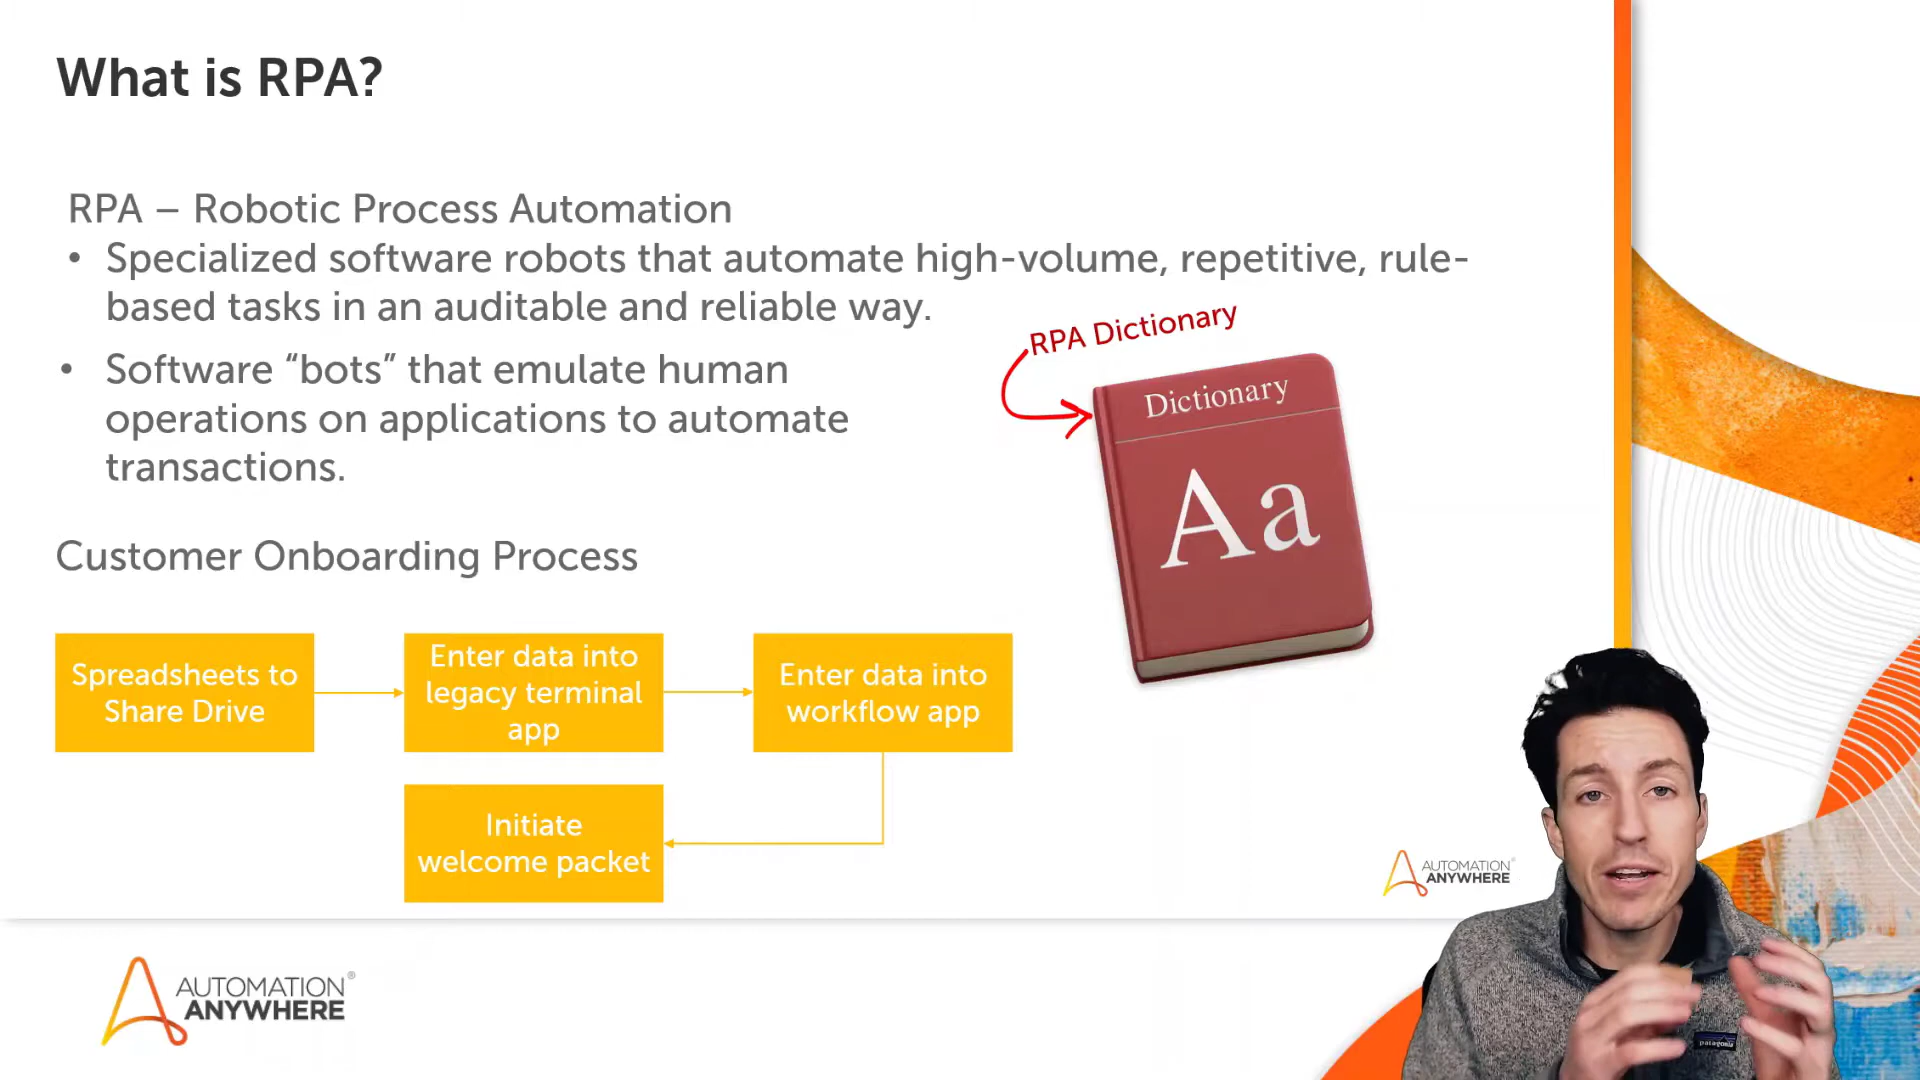 What is RPA?
RPA – Robotic Process Automation
• Specialized software robots that automate high-volume, repetitive, rule-
based tasks in an auditable and reliable way.
• Software “bots” that emulate human
operations on applications to automate
transactions.
RPA Dictionary
Dictionary
Aa
Customer Onboarding Process
Spreadsheets to
Share Drive
Enter data into
legacy terminal
app
Enter data into
workflow app
Initiate
welcome packet
AUTOMATION
ANYWHERE
AUTOMATION®
ANYWHERE